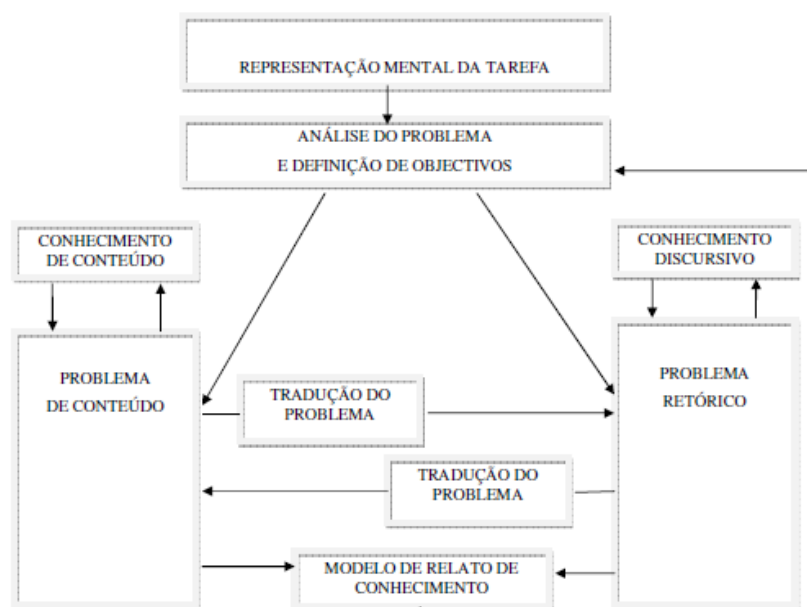 REPRESENTAÇÃO MENTAL DA TAREFA
ANÁLISE DO PROBLEMA
E DEFINIÇÃO DE OBJECTIVOS
CONHECIMENTO
DE CONTEÚDO
CONHECIMENTO
DISCURSIVO
PROBLEMA
DE CONTEÚDO
PROBLEMA
RETÓRICO
TRADUÇÃO DO
PROBLEMA
TRADUÇÃO DO
PROBLEMA
MODELO DE RELATO DE
CONHECIMENTO